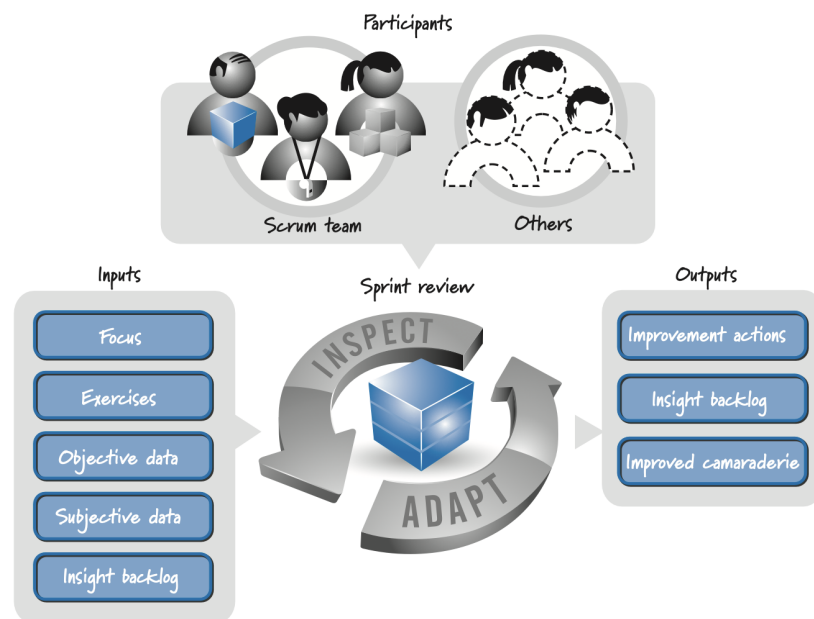 Participants
Scrum team
Others
Inputs
Focus
Exercises
Objective data
Subjective data
Insight backlog
Sprint review
INSPECT
ADAPT
Outputs
Improvement actions
Insight backlog
Improved camaraderie